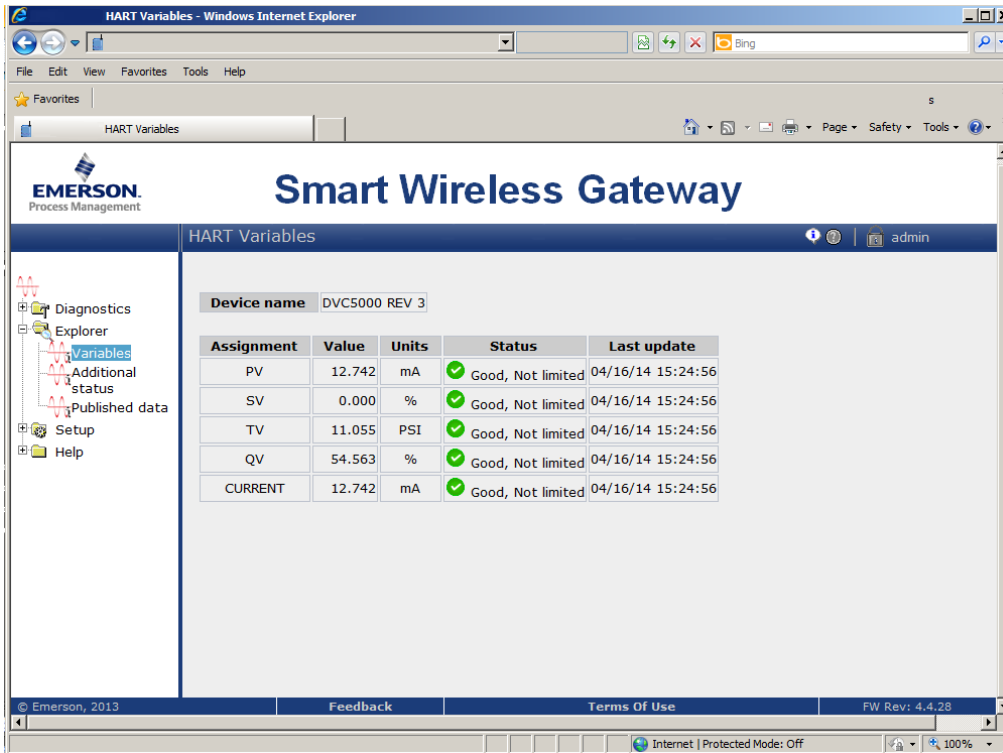 HART Variables - Windows Internet Explorer
Bing
File Edit View Favorites Tools Help
Favorites
s
HART Variables
Page Safety Tools
EMERSON.
Process Management
Smart Wireless Gateway
HART Variables
admin
Diagnostics
Explorer
Variables
Additional
status
Published data
Setup
Help
Device name DVC5000 REV 3
Assignment Value Units Status Last update
PV 12.742 mA Good, Not limited 04/16/14 15:24:56
SV 0.000 % Good, Not limited 04/16/14 15:24:56
TV 11.055 PSI Good, Not limited 04/16/14 15:24:56
QV 54.563 % Good, Not limited 04/16/14 15:24:56
CURRENT 12.742 mA Good, Not limited 04/16/14 15:24:56
© Emerson, 2013 Feedback Terms Of Use FW Rev: 4.4.28
Internet | Protected Mode: Off 100%